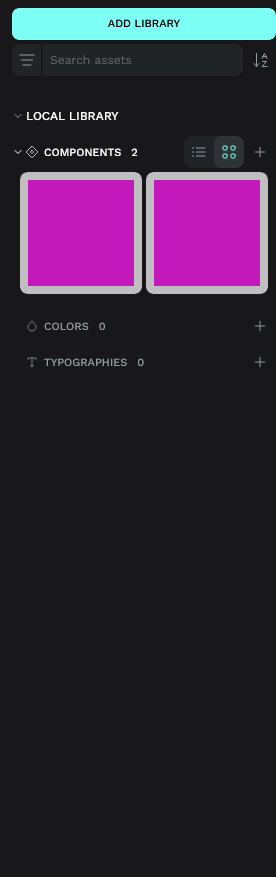 ADD LIBRARY
Search assets
LOCAL LIBRARY
COMPONENTS 2
COLORS 0
TYPOGRAPHIES 0